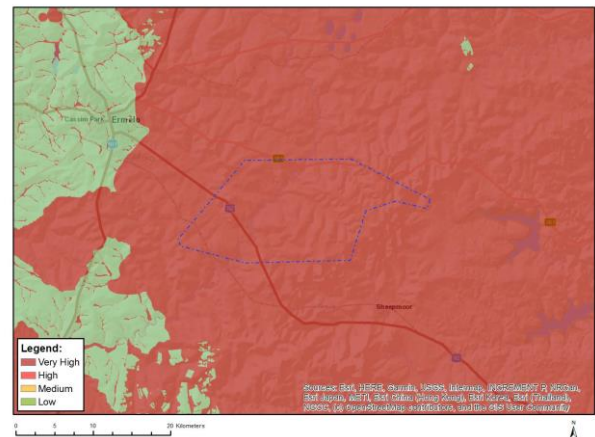 Cassim Park
Ermelo
Sheepmoor
Legend:
Very High
High
Medium
Low
Sources: Esri, HERE, Garmin, USGS, Intermap, INCREMENT P, NRCan,
Esri Japan, METI, Esri China (Hong Kong), Esri Korea, Esri (Thailand),
NGCC, (c) OpenStreetMap contributors, and the GIS User Community
0 5 10 20 Kilometers
N